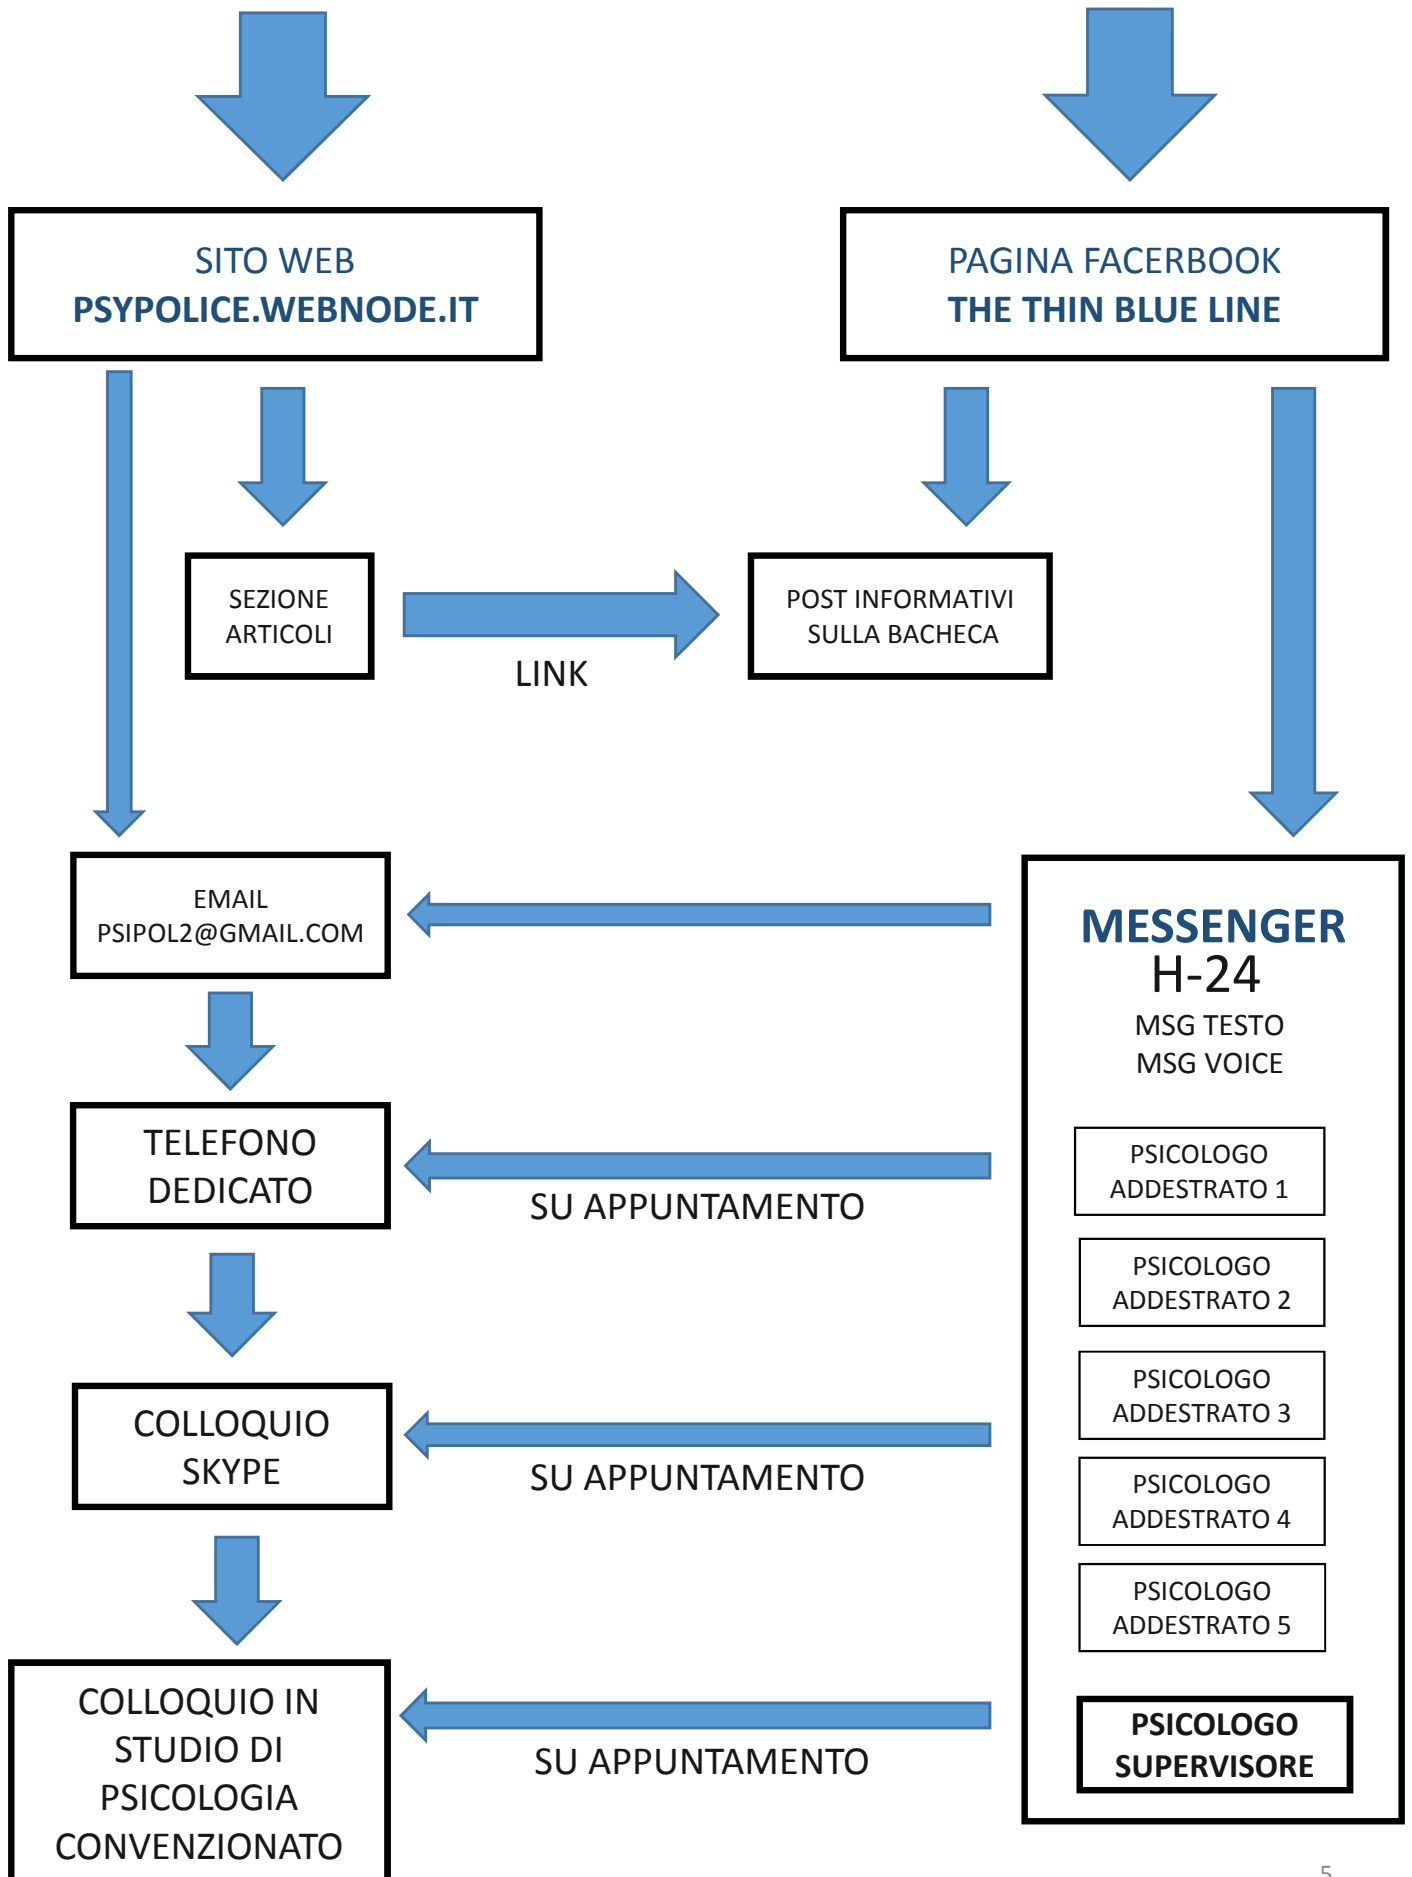 SITO WEB
PSYPOLICE.WEBNODE.IT
PAGINA FACERBOOK
THE THIN BLUE LINE
SEZIONE
ARTICOLI
LINK
POST INFORMATIVI
SULLA BACHECA
EMAIL
PSIPOL2@GMAIL.COM
TELEFONO
DEDICATO
SU APPUNTAMENTO
COLLOQUIO
SKYPE
SU APPUNTAMENTO
COLLOQUIO IN
STUDIO DI
PSICOLOGIA
CONVENZIONATO
SU APPUNTAMENTO
MESSENGER
H-24
MSG TESTO
MSG VOICE
PSICOLOGO
ADDESTRATO 1
PSICOLOGO
ADDESTRATO 2
PSICOLOGO
ADDESTRATO 3
PSICOLOGO
ADDESTRATO 4
PSICOLOGO
ADDESTRATO 5
PSICOLOGO
SUPERVISORE
5